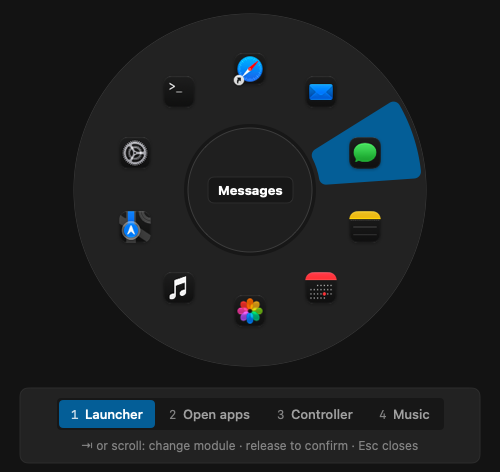 >_
Messages
1 Launcher 2 Open apps 3 Controller 4 Music
⇥ or scroll: change module · release to confirm · Esc closes